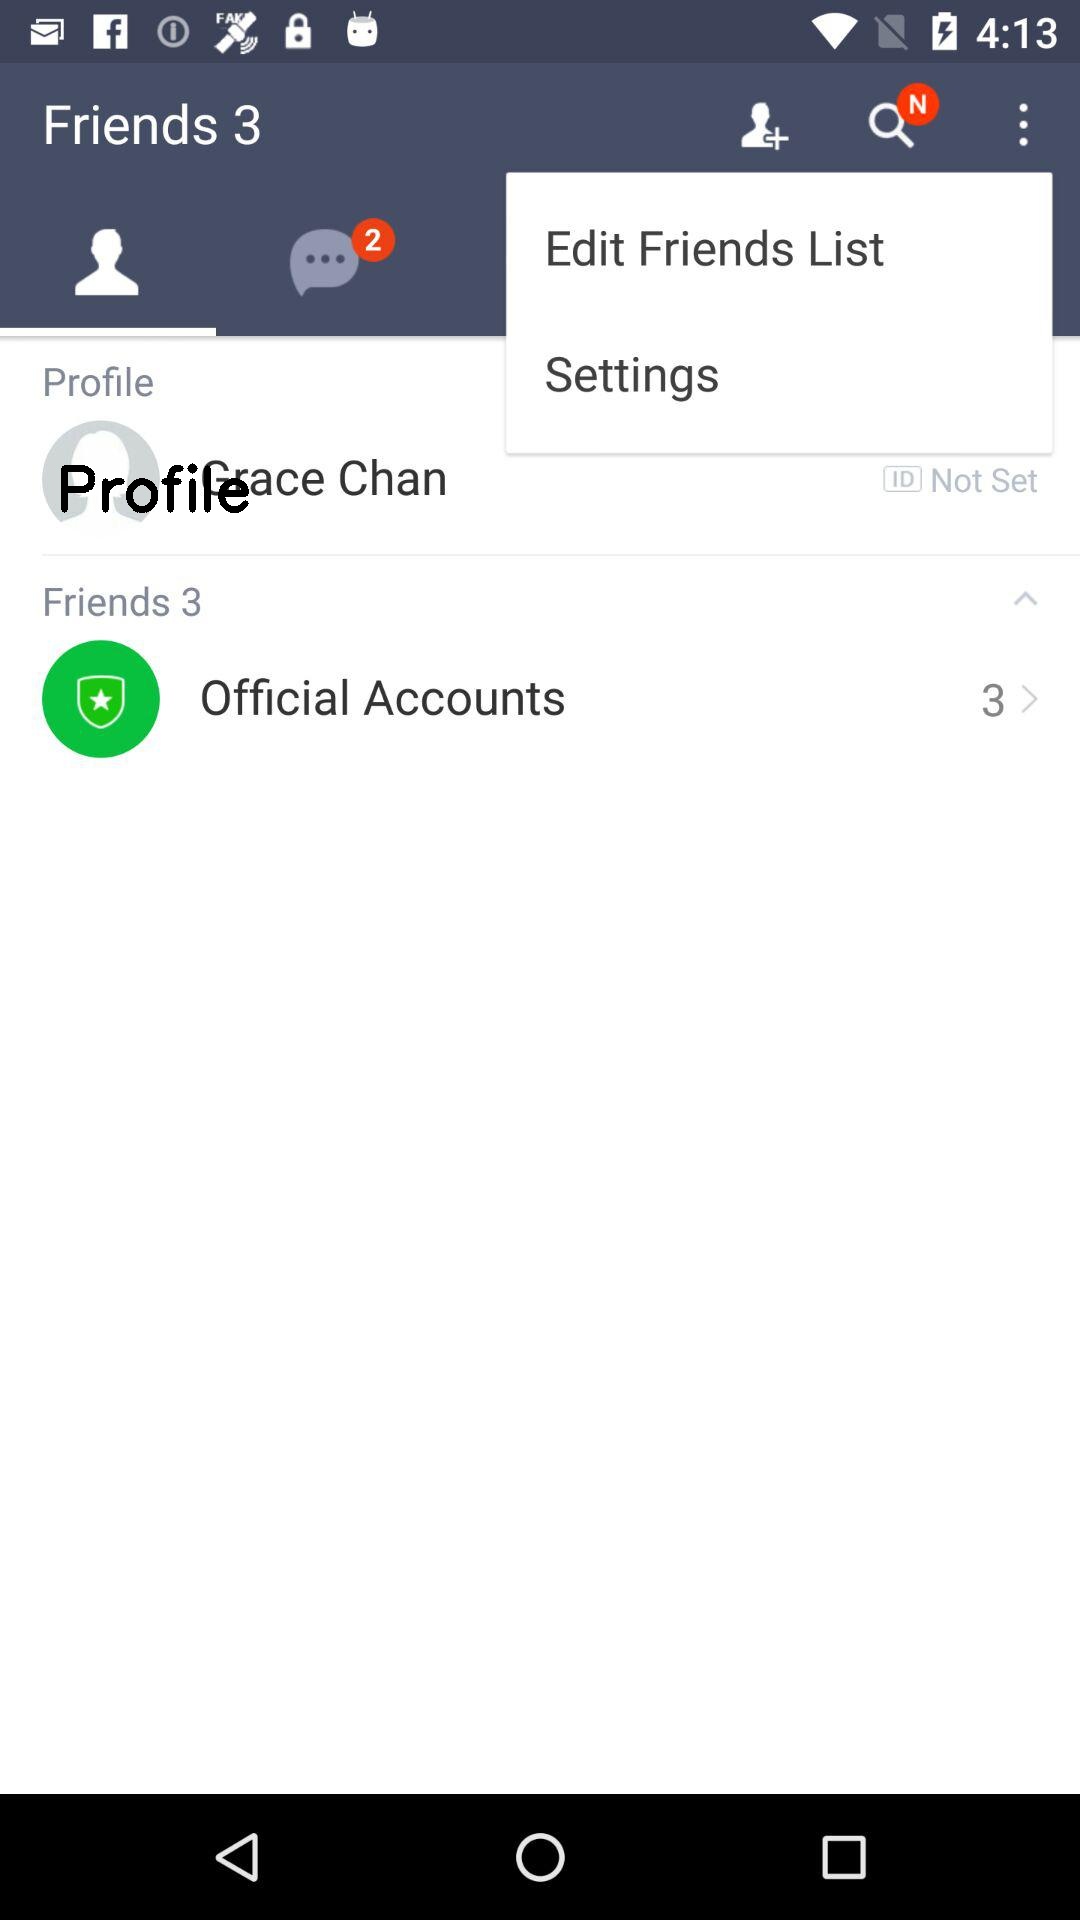 FAKE
4:13
Friends 3
N
2
Edit Friends List
Settings
Profile
Profile
Grace Chan
ID Not Set
Friends 3
Official Accounts
3